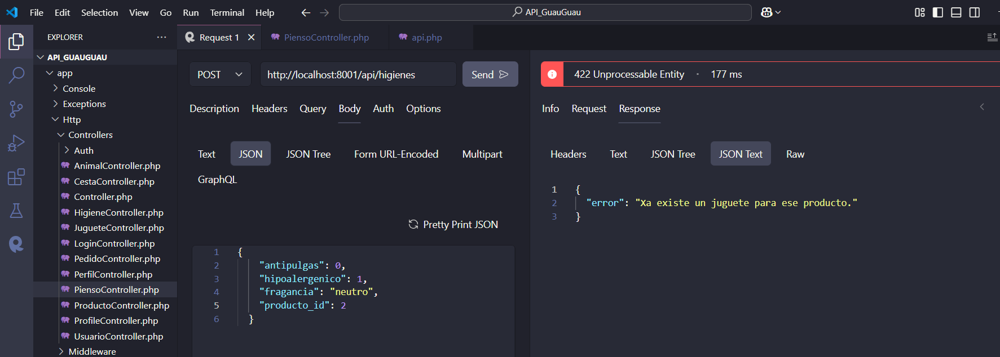 File Edit Selection View Go Run Terminal Help
API_GuauGuau
EXPLORER
API_GUAUGUAU
app
Console
Exceptions
Http
Controllers
Auth
AnimalController.php
CestaController.php
Controller.php
HigieneController.php
JugueteController.php
LoginController.php
PedidoController.php
PerfilController.php
PiensoController.php
ProductoController.php
ProfileController.php
UsuarioController.php
Middleware
Request 1
PiensoController.php
api.php
POST
http://localhost:8001/api/higienes
Send
Description Headers Query Body Auth Options
Text JSON JSON Tree Form URL-Encoded Multipart
GraphQL
Pretty Print JSON
1 {
2 "antipulgas": 0,
3 "hipoalergenico": 1,
4 "fragancia": "neutro",
5 "producto_id": 2
6 }
422 Unprocessable Entity · 177 ms
Info Request Response
Headers Text JSON Tree JSON Text Raw
1 {
2 "error": "Xa existe un juguete para ese producto."
3 }